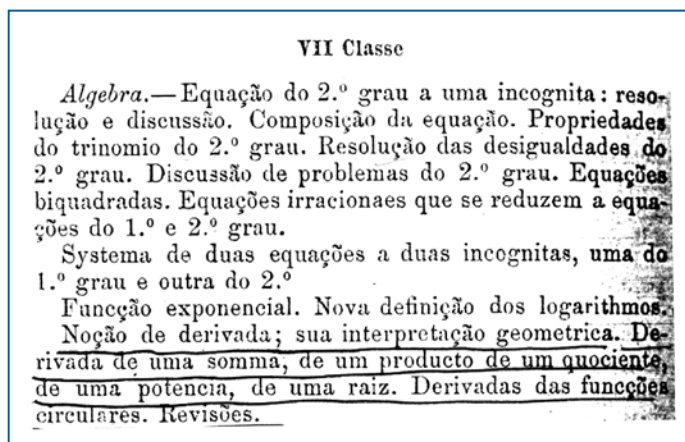 VII Classe
Algebra.—Equação do 2.º grau a uma incognita: reso-
lução e discussão. Composição da equação. Propriedades
do trinomio do 2.º grau. Resolução das desigualdades do
2.º grau. Discussão de problemas do 2.º grau. Equações
biquadradas. Equações irracionaes que se reduzem a equa-
ções do 1.º e 2.º grau.
Systema de duas equações a duas incognitas, uma do
1.º grau e outra do 2.º
Funcção exponencial. Nova definição dos logarithmos.
Noção de derivada; sua interpretação geometrica. De-
rivada de uma somma, de um producto de um quociente,
de uma potencia, de uma raiz. Derivadas das funcções
circulares. Revisões.